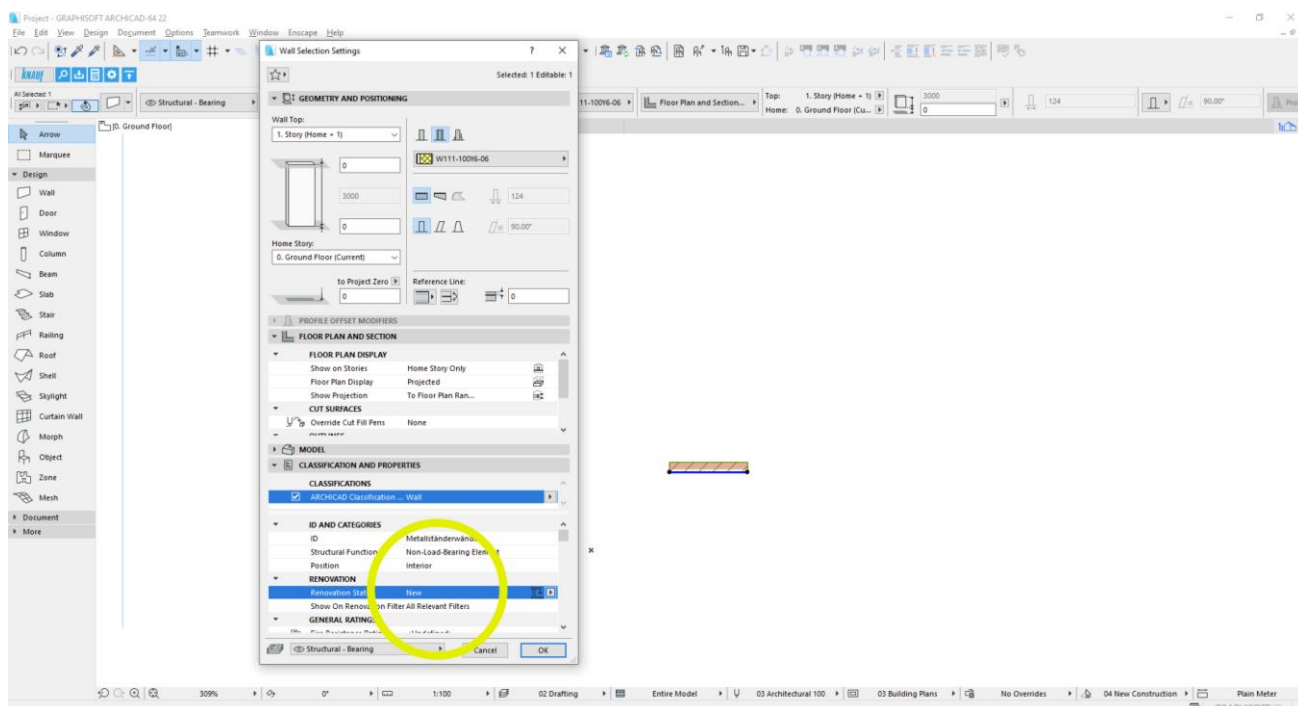 Project - GRAPHISOFT ARCHICAD-64 22
File Edit View Design Document Options Teamwork Window Enscape Help
KNAUF
All Selected: 1
Structural - Bearing
11-100Y6-06
Floor Plan and Section...
Top: 1. Story (Home + 1)
Home: 0. Ground Floor (Cu...
3000
0
124
90.00°
[0. Ground Floor]
Arrow
Marquee
Design
Wall
Door
Window
Column
Beam
Slab
Stair
Railing
Roof
Shell
Skylight
Curtain Wall
Morph
Object
Zone
Mesh
Document
More
Wall Selection Settings ? ×
Selected: 1 Editable: 1
GEOMETRY AND POSITIONING
Wall Top:
1. Story (Home + 1)
W111-100Y6-06
0
3000
124
0
90.00°
Home Story:
0. Ground Floor (Current)
to Project Zero
Reference Line:
0
0
PROFILE OFFSET MODIFIERS
FLOOR PLAN AND SECTION
FLOOR PLAN DISPLAY
Show on Stories Home Story Only
Floor Plan Display Projected
Show Projection To Floor Plan Ran...
CUT SURFACES
Override Cut Fill Pens None
MODEL
CLASSIFICATION AND PROPERTIES
CLASSIFICATIONS
ARCHICAD Classification ... Wall
ID AND CATEGORIES
ID
Structural Function Non-Load-Bearing Element
Position Interior
RENOVATION
Renovation Status New
Show On Renovation Filter All Relevant Filters
GENERAL RATINGS
Structural - Bearing
Cancel
OK
309% 0° 1:100 02 Drafting Entire Model 03 Architectural 100 03 Building Plans No Overrides 04 New Construction Plain Meter